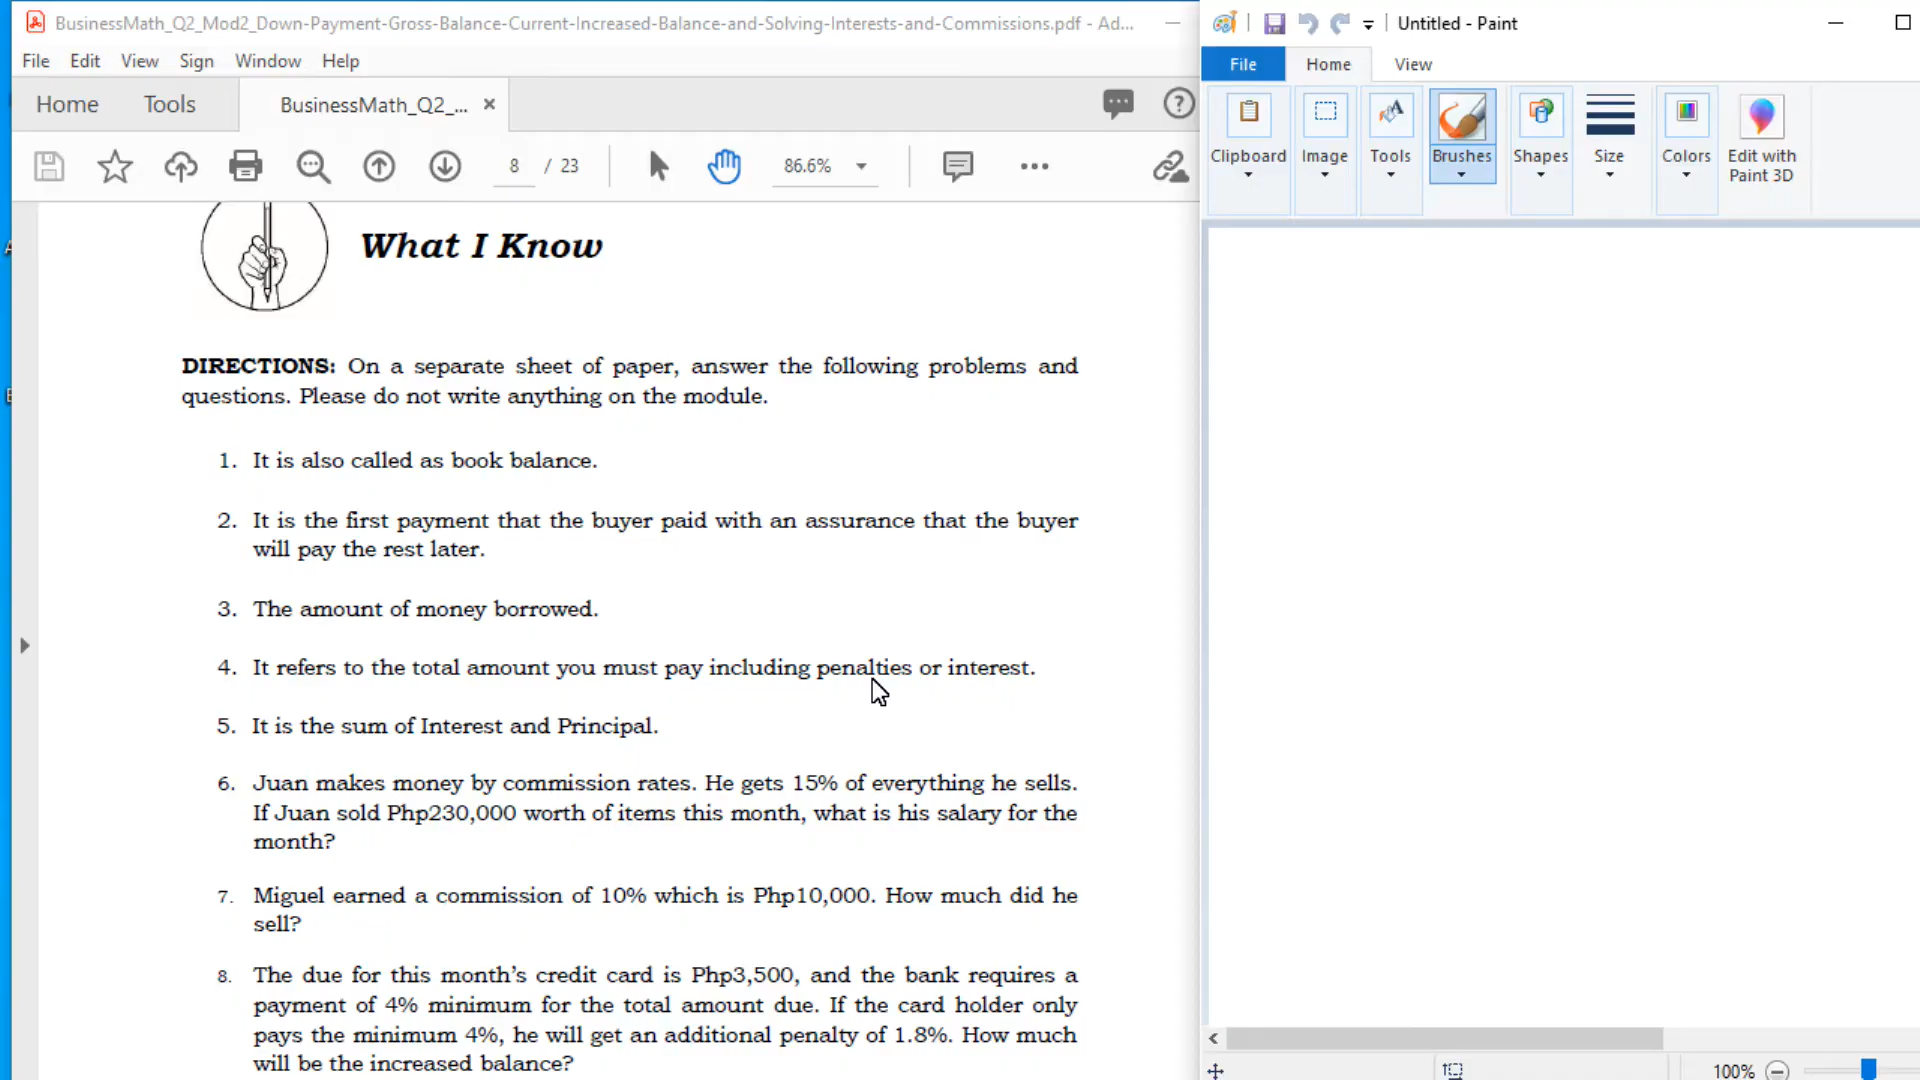 BusinessMath_Q2_Mod2_Down-Payment-Gross-Balance-Current-Increased-Balance-and-Solving-Interests-and-Commissions.pdf - Ad...
File Edit View Sign Window Help
Home Tools BusinessMath_Q2_... ×
8 / 23 86.6%
What I Know
DIRECTIONS: On a separate sheet of paper, answer the following problems and
questions. Please do not write anything on the module.
1. It is also called as book balance.
2. It is the first payment that the buyer paid with an assurance that the buyer
will pay the rest later.
3. The amount of money borrowed.
4. It refers to the total amount you must pay including penalties or interest.
5. It is the sum of Interest and Principal.
6. Juan makes money by commission rates. He gets 15% of everything he sells.
If Juan sold Php230,000 worth of items this month, what is his salary for the
month?
7. Miguel earned a commission of 10% which is Php10,000. How much did he
sell?
8. The due for this month's credit card is Php3,500, and the bank requires a
payment of 4% minimum for the total amount due. If the card holder only
pays the minimum 4%, he will get an additional penalty of 1.8%. How much
will be the increased balance?
Untitled - Paint
File Home View
Clipboard Image Tools Brushes Shapes Size Colors Edit with
Paint 3D
100%